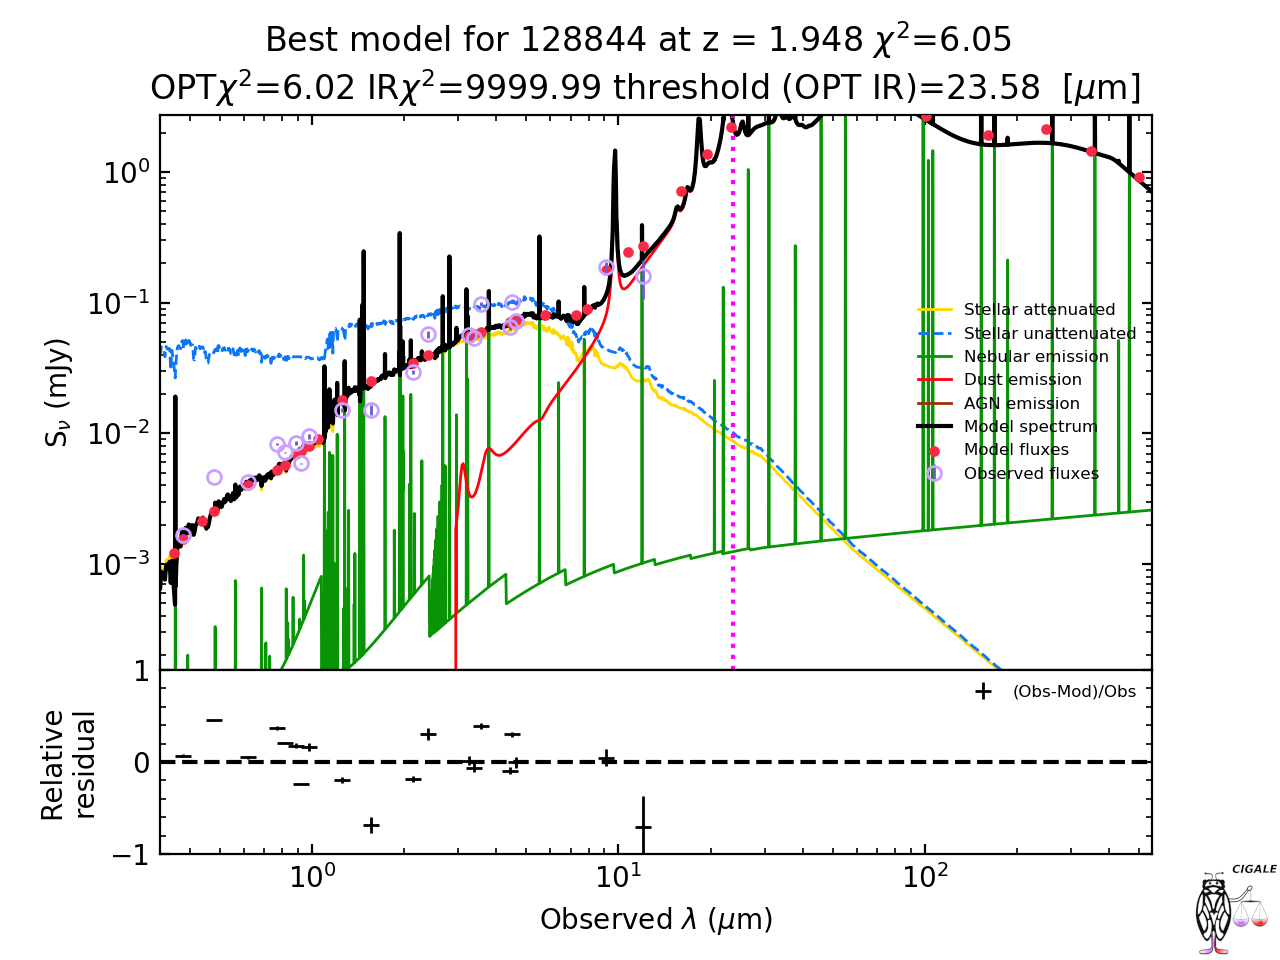 Best model for 128844 at z = 1.948 χ²=6.05
OPTχ²=6.02 IRχ²=9999.99 threshold (OPT IR)=23.58 [μm]
S_ν (mJy)
10⁰
10⁻¹
10⁻²
10⁻³
Stellar attenuated
Stellar unattenuated
Nebular emission
Dust emission
AGN emission
Model spectrum
Model fluxes
Observed fluxes
Relative
residual
1
0
−1
(Obs-Mod)/Obs
10⁰
10¹
10²
Observed λ (μm)
CIGALE